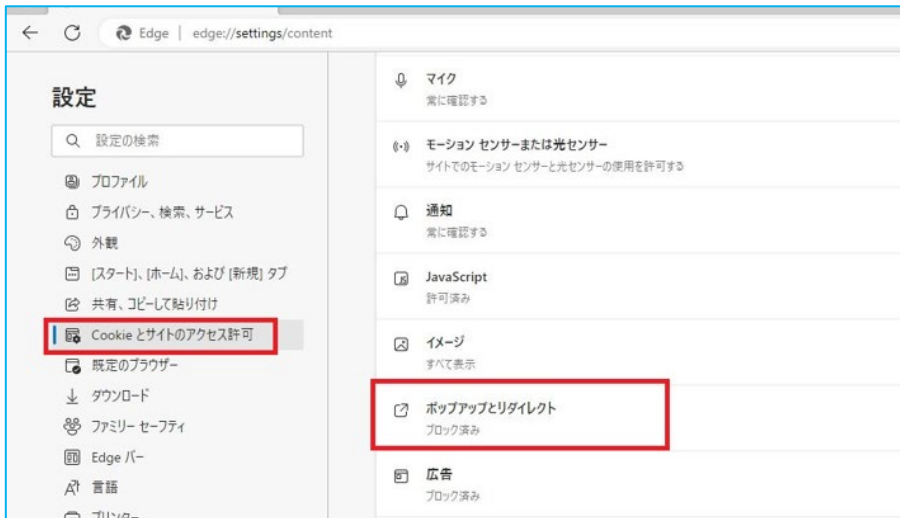 Edge | edge://settings/content
設定
設定の検索
プロファイル
プライバシー、検索、サービス
外観
[スタート]、[ホーム]、および [新規] タブ
共有、コピーして貼り付け
Cookie とサイトのアクセス許可
既定のブラウザー
ダウンロード
ファミリー セーフティ
Edge バー
言語
プリンター
マイク
常に確認する
モーション センサーまたは光センサー
サイトでのモーション センサーと光センサーの使用を許可する
通知
常に確認する
JavaScript
許可済み
イメージ
すべて表示
ポップアップとリダイレクト
ブロック済み
広告
ブロック済み